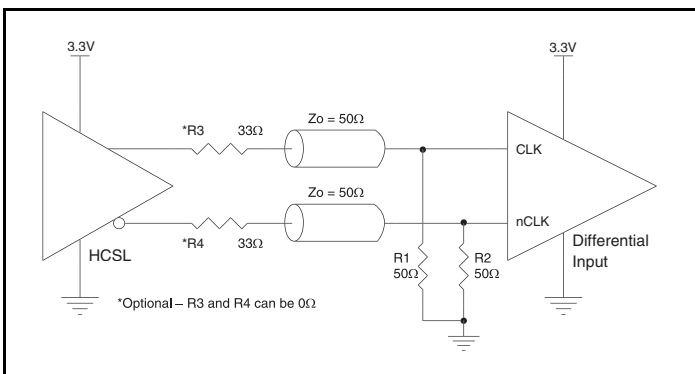 3.3V
3.3V
*R3
33Ω
Zo = 50Ω
CLK
Zo = 50Ω
*R4
33Ω
nCLK
HCSL
R1
50Ω
R2
50Ω
Differential
Input
*Optional – R3 and R4 can be 0Ω